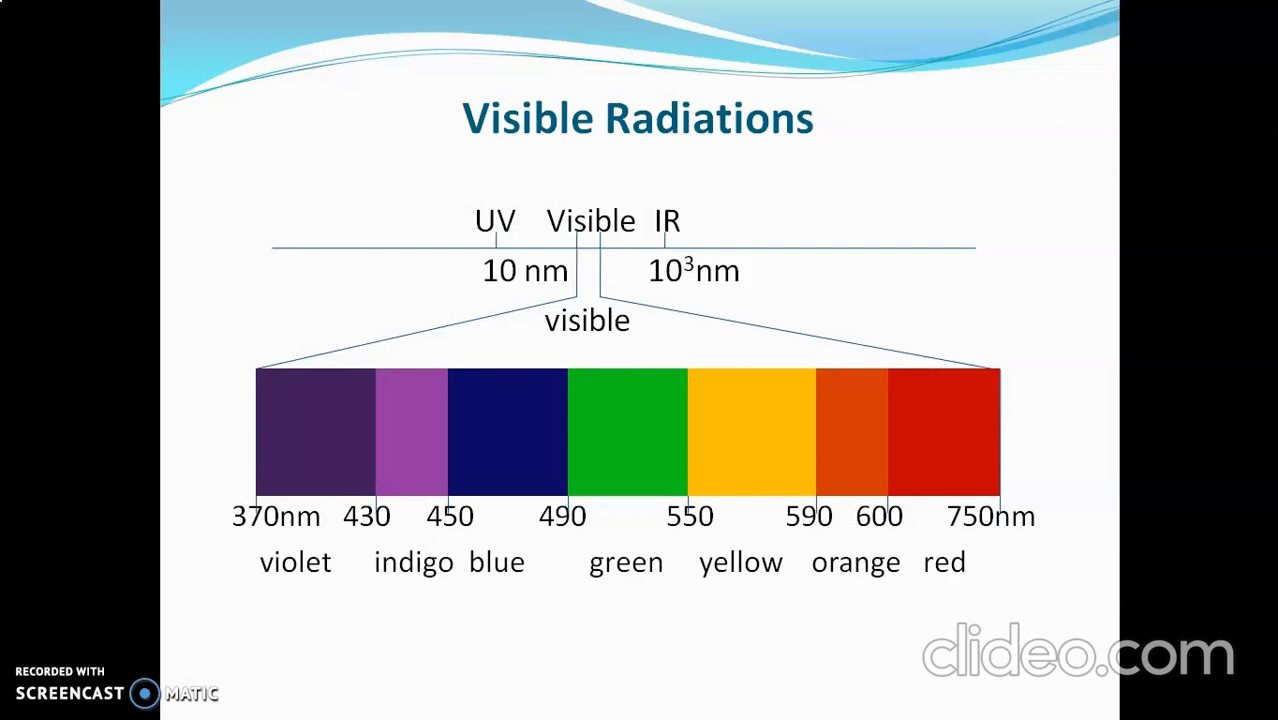 Visible Radiations
UV Visible IR
10 nm 10³nm
visible
370nm 430 450 490 550 590 600 750nm
violet indigo blue green yellow orange red
clideo.com
RECORDED WITH
SCREENCAST MATIC